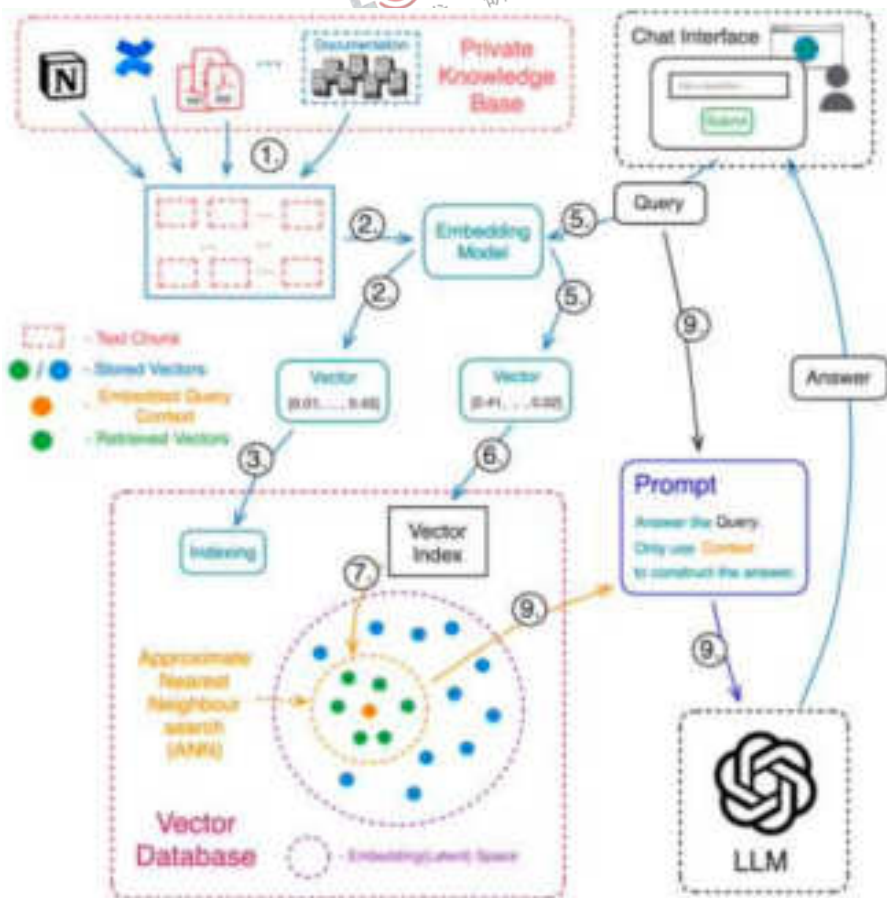 Documentation
Private
Knowledge
Base
N
...
Chat Interface
Submit
1.
2.
Embedding
Model
5.
Query
2.
5.
9.
- Text Chunk
/
- Stored Vectors
- Embedded Query
Context
- Retrieved Vectors
Vector
Vector
Answer
3.
6.
Prompt
Answer the Query.
Only use Context
to construct the answer.
Indexing
Vector
Index
7.
9.
9.
Approximate
Nearest
Neighbour
search
(ANN)
Vector
Database
- Embedding(Latent) Space
LLM